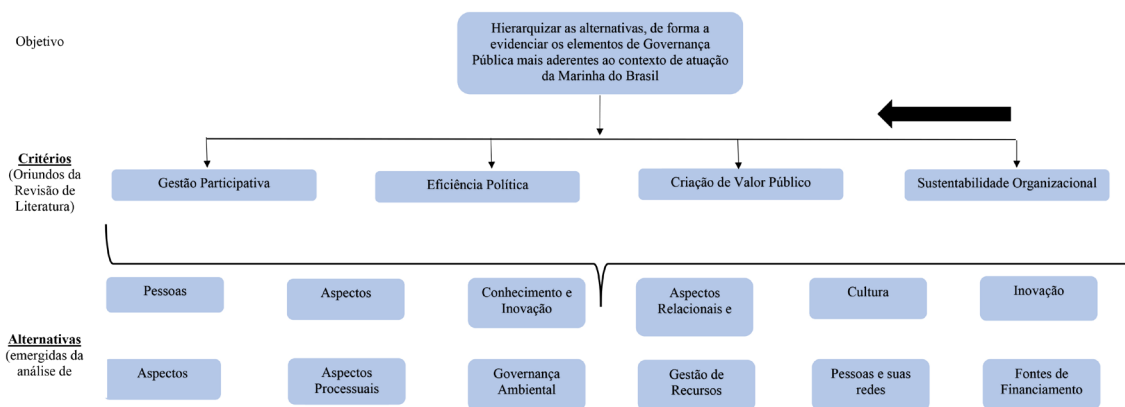 Objetivo
Hierarquizar as alternativas, de forma a
evidenciar os elementos de Governança
Pública mais aderentes ao contexto de atuação
da Marinha do Brasil
Critérios
(Oriundos da
Revisão de
Literatura)
Gestão Participativa
Eficiência Política
Criação de Valor Público
Sustentabilidade Organizacional
Alternativas
(emergidas da
análise de
Pessoas
Aspectos
Conhecimento e
Inovação
Aspectos
Relacionais e
Cultura
Inovação
Aspectos
Aspectos
Processuais
Governança
Ambiental
Gestão de
Recursos
Pessoas e suas
redes
Fontes de
Financiamento